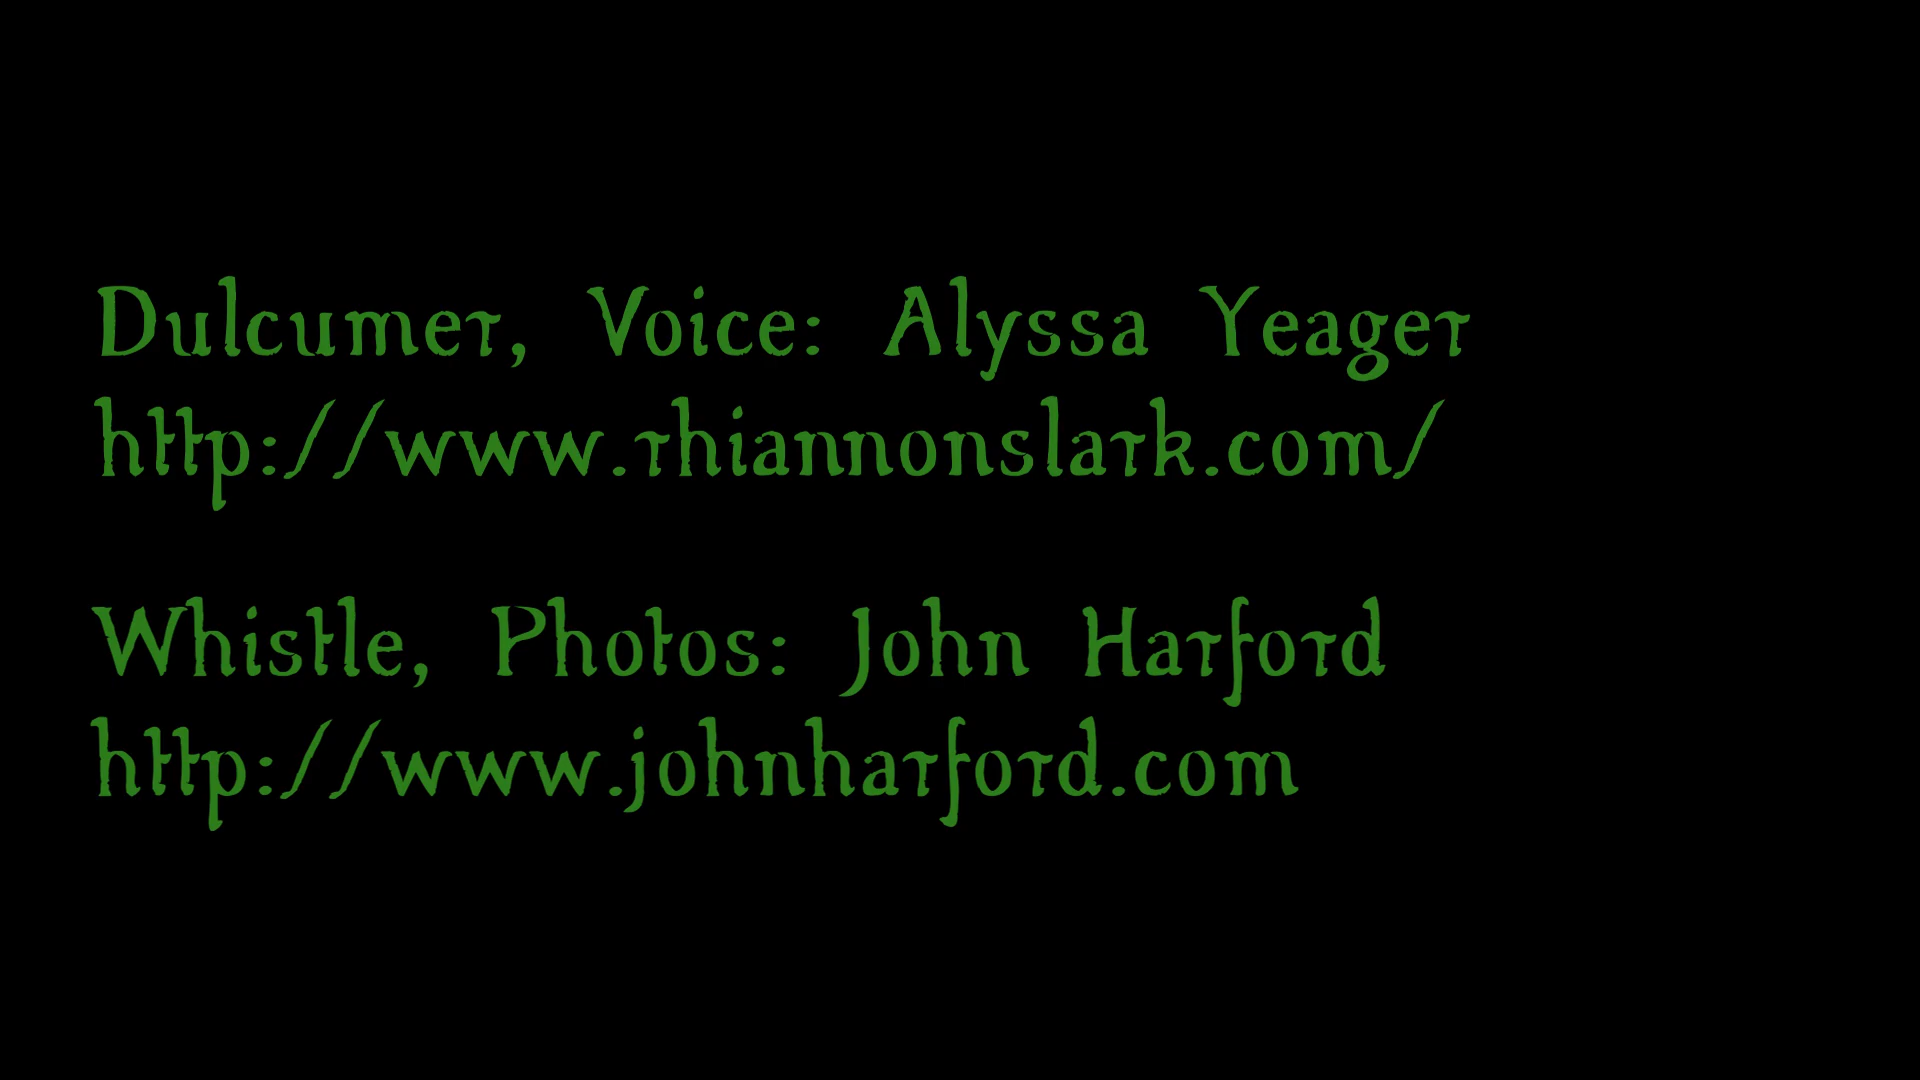 Dulcumer, Voice: Alyssa Yeager
http://www.rhiannonslark.com/
Whistle, Photos: John Harford
http://www.johnharford.com